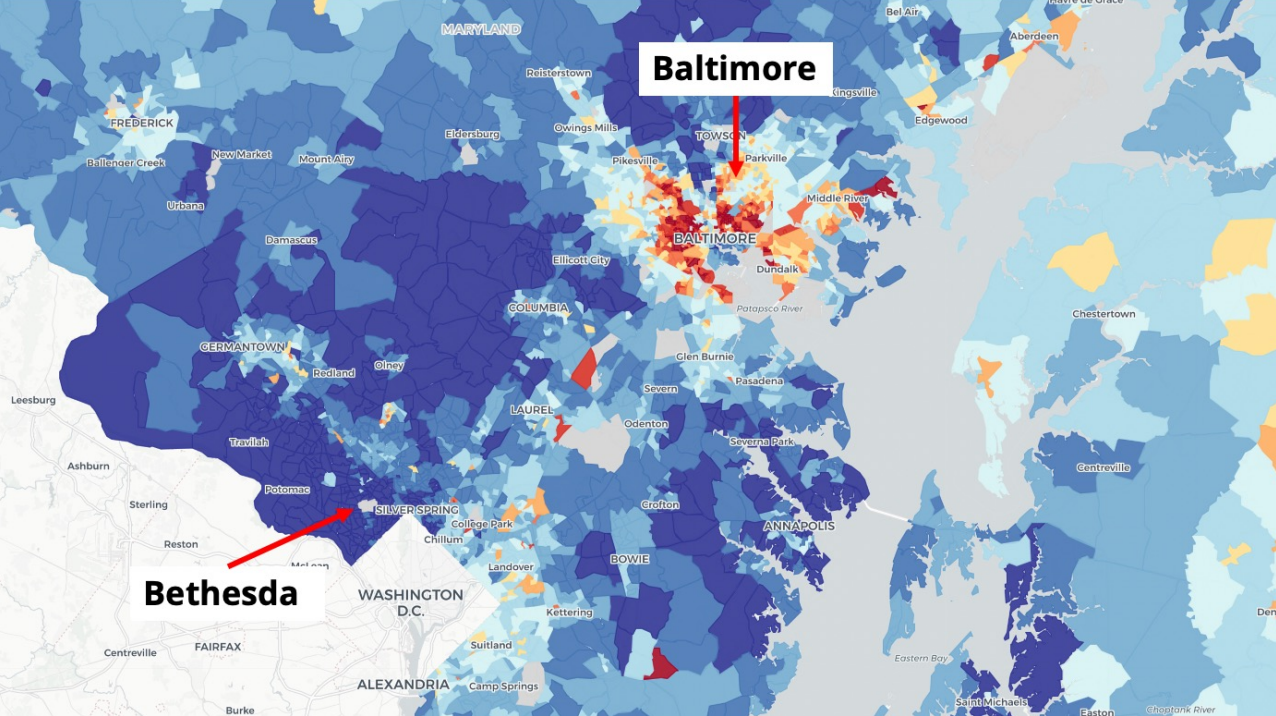 Havre de Grace
Bel Air
MARYLAND
Aberdeen
Baltimore
Reisterstown
Kingsville
FREDERICK
Owings Mills
Edgewood
Eldersburg
TOWSON
Ballenger Creek
New Market
Mount Airy
Pikesville
Parkville
Urbana
Middle River
Damascus
BALTIMORE
Ellicott City
Dundalk
COLUMBIA
Patapsco River
Chestertown
GERMANTOWN
Redland
Olney
Glen Burnie
Pasadena
Leesburg
Severn
LAUREL
Odenton
Travilah
Severna Park
Ashburn
Centreville
Potomac
Sterling
SILVER SPRING
Crofton
College Park
ANNAPOLIS
Chillum
Reston
McLean
Landover
BOWIE
Bethesda
WASHINGTON
D.C.
Kettering
FAIRFAX
Centreville
Suitland
Eastern Bay
ALEXANDRIA
Camp Springs
Saint Michaels
Burke
Easton
Choptank River